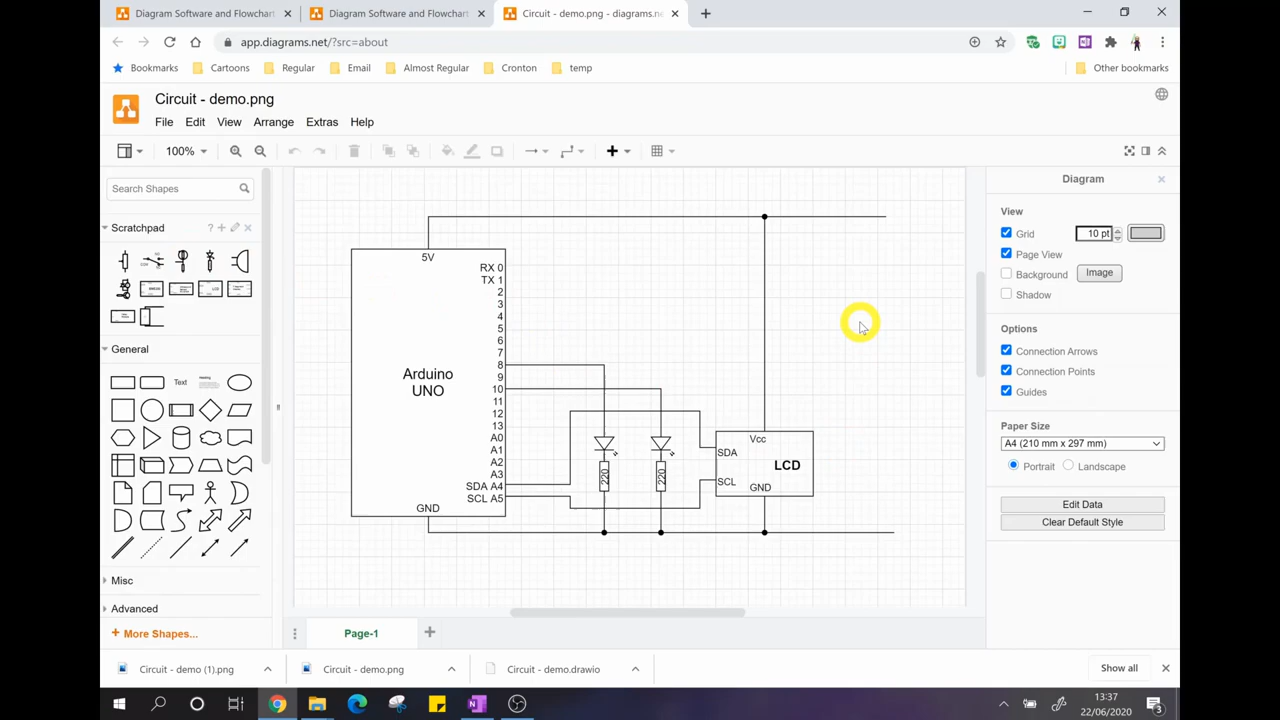 Diagram Software and Flowchart
Diagram Software and Flowchart
Circuit - demo.png - diagrams.ne
app.diagrams.net/?src=about
Bookmarks
Cartoons
Regular
Email
Almost Regular
Cronton
temp
Other bookmarks
Circuit - demo.png
File
Edit
View
Arrange
Extras
Help
100%
Search Shapes
Scratchpad
?
General
Text
Heading
Misc
Advanced
+ More Shapes...
5V
RX 0
TX 1
2
3
4
5
6
7
8
9
10
11
12
13
A0
A1
A2
A3
SDA A4
SCL A5
Arduino
UNO
GND
220
220
Vcc
SDA
LCD
SCL
GND
Diagram
View
Grid
10 pt
Page View
Background
Image
Shadow
Options
Connection Arrows
Connection Points
Guides
Paper Size
A4 (210 mm x 297 mm)
Portrait
Landscape
Edit Data
Clear Default Style
Page-1
Circuit - demo (1).png
Circuit - demo.png
Circuit - demo.drawio
Show all
13:37
22/06/2020
3